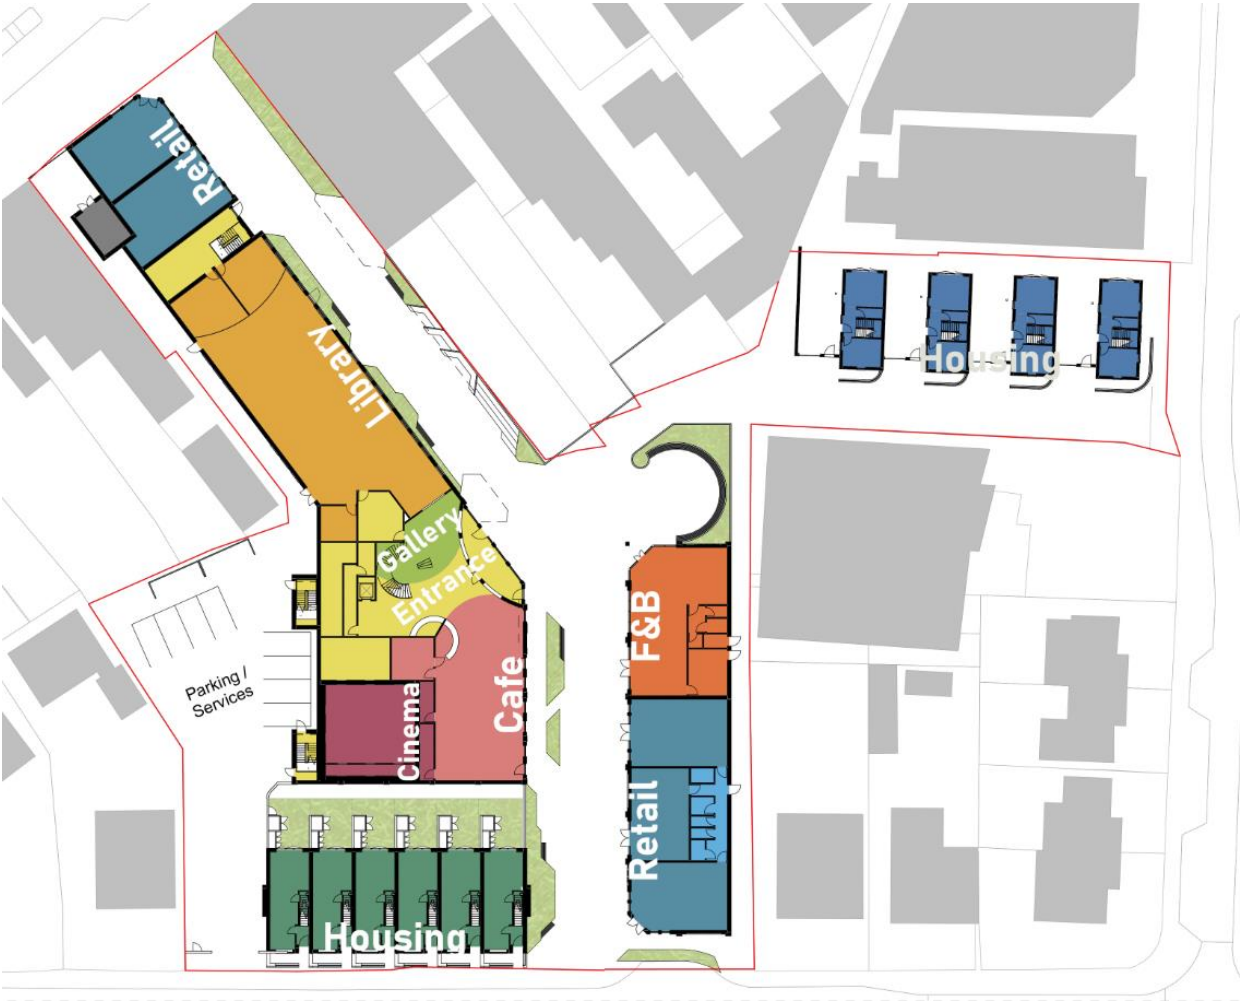 Retail
Library
Housing
Gallery
Entrance
F&B
Parking /
Services
Cafe
Cinema
Retail
Housing